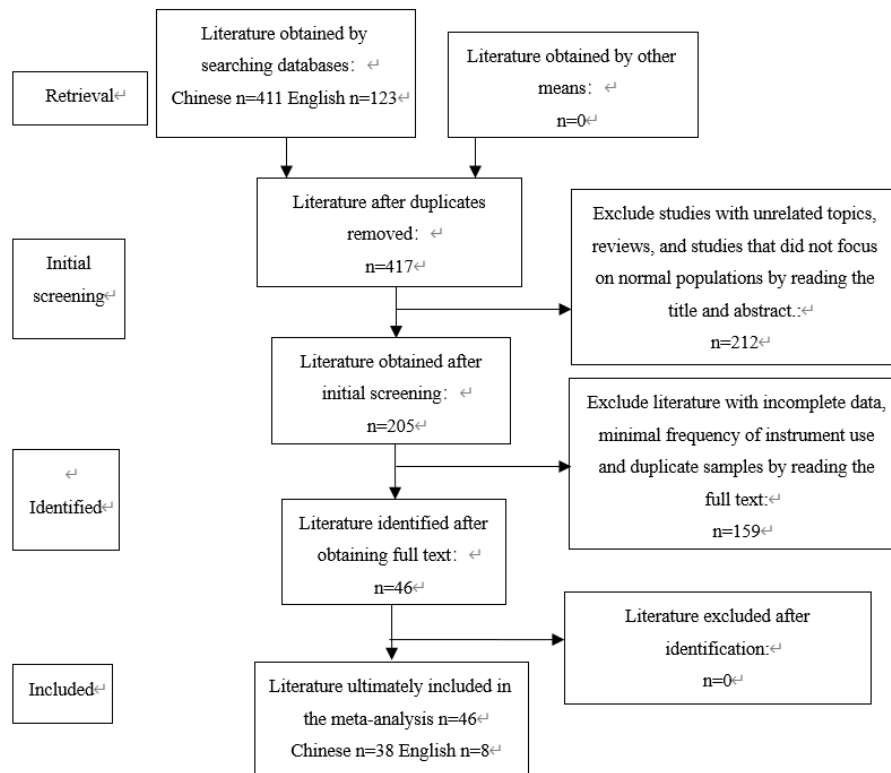 Literature obtained by
searching databases: ↵
Chinese n=411 English n=123↵
Literature obtained by other
means: ↵
n=0↵
Retrieval↵
Literature after duplicates
removed: ↵
n=417↵
Exclude studies with unrelated topics,
reviews, and studies that did not focus
on normal populations by reading the
title and abstract.:↵
n=212↵
Initial
screening↵
Literature obtained after
initial screening: ↵
n=205↵
Exclude literature with incomplete data,
minimal frequency of instrument use
and duplicate samples by reading the
full text:↵
n=159↵
↵
Identified↵
Literature identified after
obtaining full text: ↵
n=46↵
Literature excluded after
identification:↵
n=0↵
Included↵
Literature ultimately included in
the meta-analysis n=46↵
Chinese n=38 English n=8↵